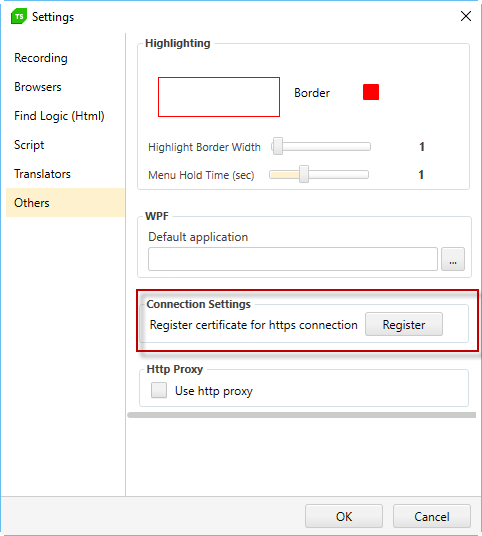 TS Settings
Recording
Browsers
Find Logic (Html)
Script
Translators
Others
Highlighting
Border
Highlight Border Width 1
Menu Hold Time (sec) 1
WPF
Default application
...
Connection Settings
Register certificate for https connection Register
Http Proxy
Use http proxy
OK Cancel